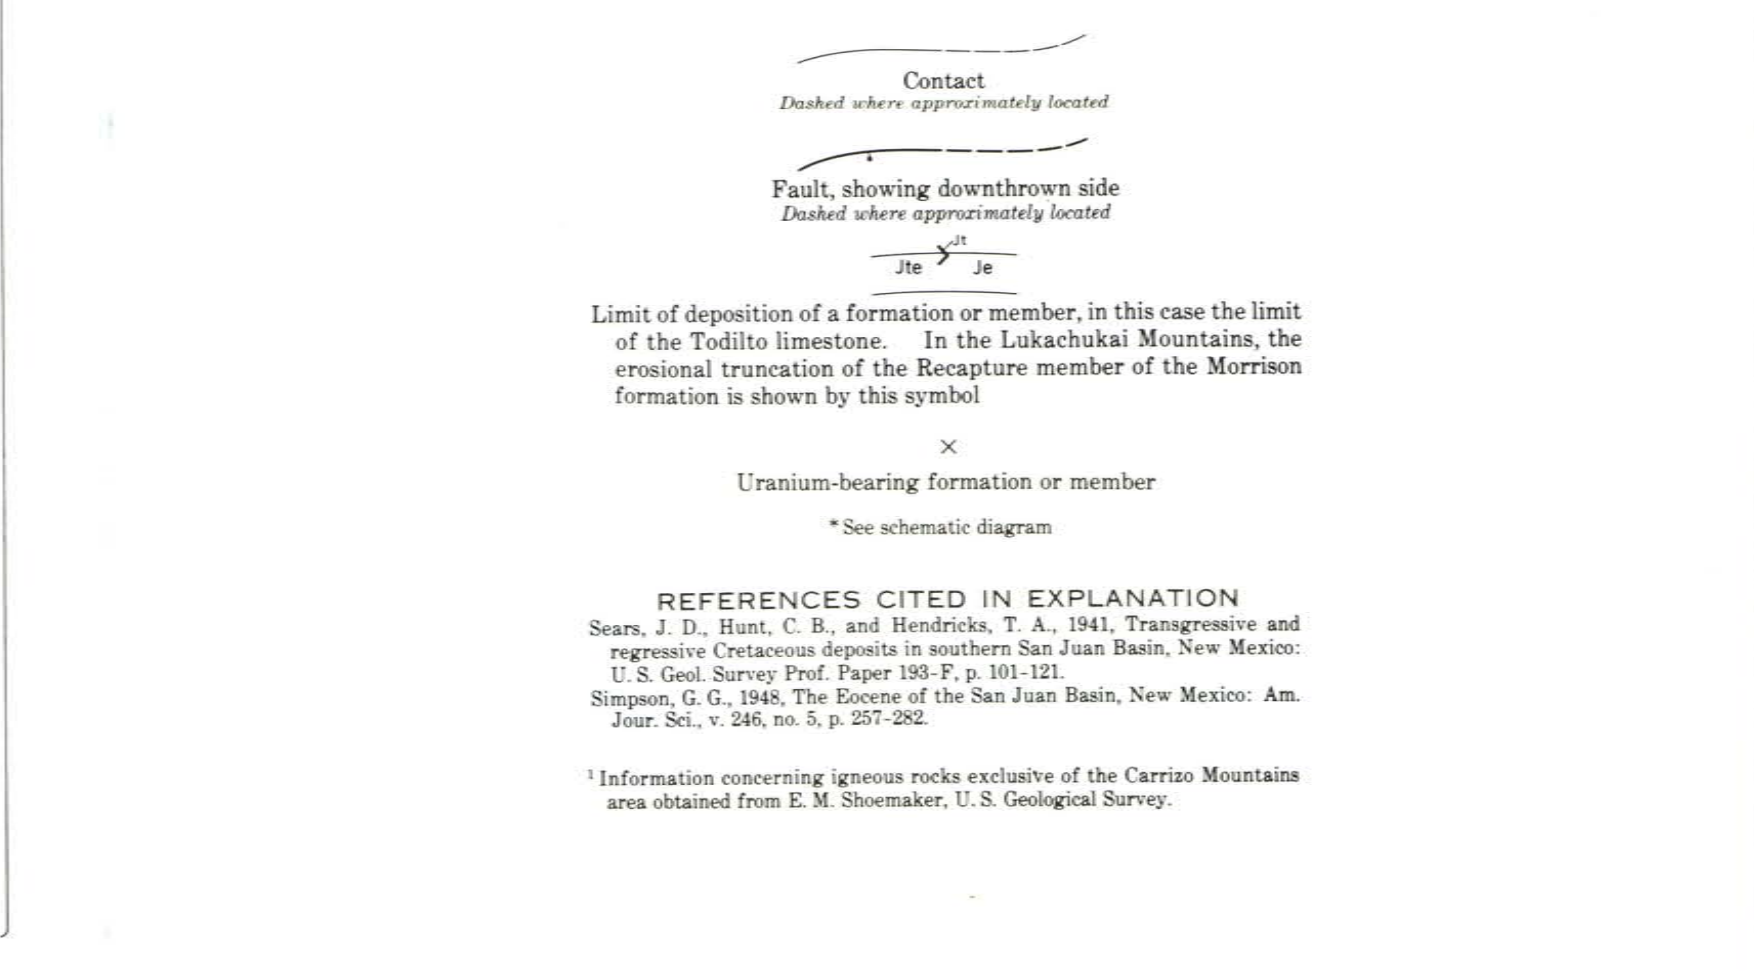 Contact
Dashed where approximately located
Fault, showing downthrown side
Dashed where approximately located
Jt
Jte Je
Limit of deposition of a formation or member, in this case the limit
of the Todilto limestone. In the Lukachukai Mountains, the
erosional truncation of the Recapture member of the Morrison
formation is shown by this symbol
×
Uranium-bearing formation or member
* See schematic diagram
REFERENCES CITED IN EXPLANATION
Sears, J. D., Hunt, C. B., and Hendricks, T. A., 1941, Transgressive and
regressive Cretaceous deposits in southern San Juan Basin, New Mexico:
U. S. Geol. Survey Prof. Paper 193-F, p. 101-121.
Simpson, G. G., 1948, The Eocene of the San Juan Basin, New Mexico: Am.
Jour. Sci., v. 246, no. 5, p. 257-282.
¹ Information concerning igneous rocks exclusive of the Carrizo Mountains
area obtained from E. M. Shoemaker, U. S. Geological Survey.